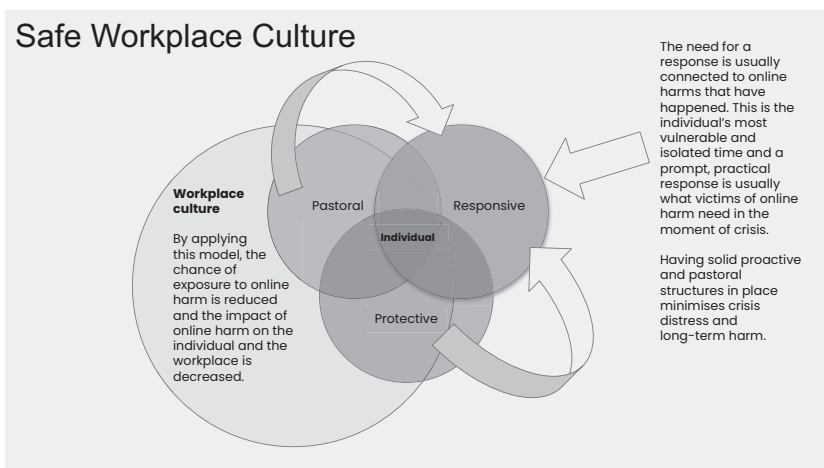 Safe Workplace Culture
The need for a
response is usually
connected to online
harms that have
happened. This is the
individual's most
vulnerable and
isolated time and a
prompt, practical
response is usually
what victims of online
harm need in the
moment of crisis.
Having solid proactive
and pastoral
structures in place
minimises crisis
distress and
long-term harm.
Workplace
culture
By applying
this model, the
chance of
exposure to online
harm is reduced
and the impact of
online harm on the
individual and the
workplace is
decreased.
Pastoral
Responsive
Individual
Protective